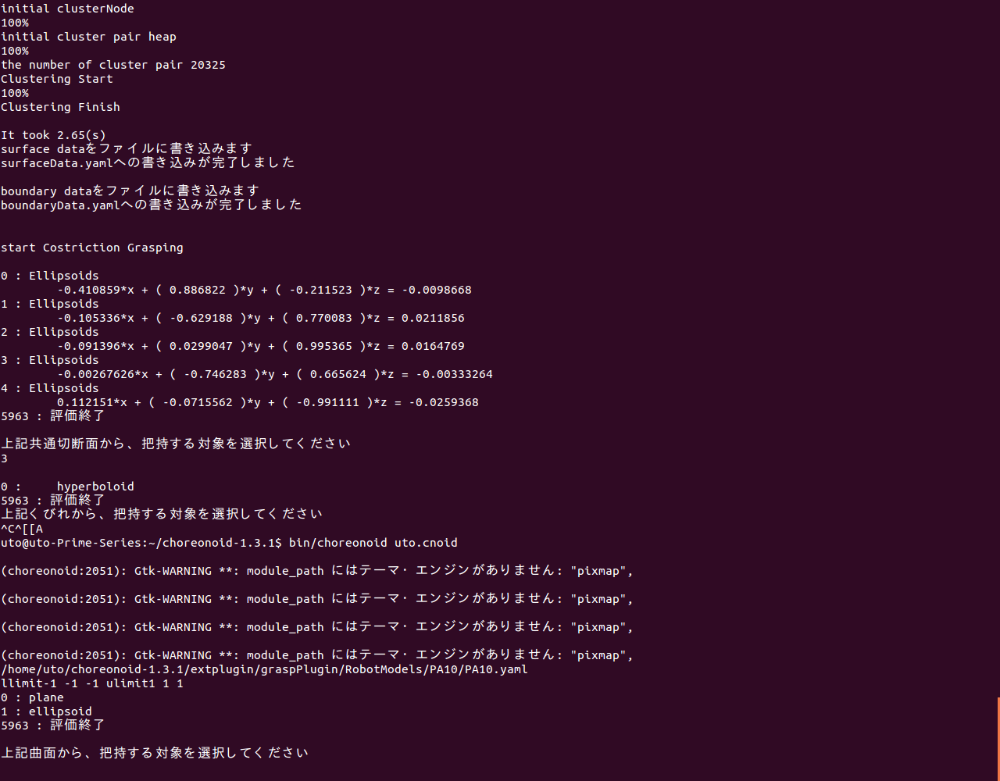 initial clusterNode
100%
initial cluster pair heap
100%
the number of cluster pair 20325
Clustering Start
100%
Clustering Finish
It took 2.65(s)
surface dataをファイルに書き込みます
surfaceData.yamlへの書き込みが完了しました
boundary dataをファイルに書き込みます
boundaryData.yamlへの書き込みが完了しました
start Costriction Grasping
0 : Ellipsoids
-0.410859*x + ( 0.886822 )*y + ( -0.211523 )*z = -0.0098668
1 : Ellipsoids
-0.105336*x + ( -0.629188 )*y + ( 0.770083 )*z = 0.0211856
2 : Ellipsoids
-0.091396*x + ( 0.0299047 )*y + ( 0.995365 )*z = 0.0164769
3 : Ellipsoids
-0.00267626*x + ( -0.746283 )*y + ( 0.665624 )*z = -0.00333264
4 : Ellipsoids
0.112151*x + ( -0.0715562 )*y + ( -0.991111 )*z = -0.0259368
5963 : 評価終了
上記共通切断面から、把持する対象を選択してください
3
0 :     hyperboloid
5963 : 評価終了
上記くびれから、把持する対象を選択してください
^C^[[A
uto@uto-Prime-Series:~/choreonoid-1.3.1$ bin/choreonoid uto.cnoid
(choreonoid:2051): Gtk-WARNING **: module_path にはテーマ・エンジンがありません: "pixmap",
(choreonoid:2051): Gtk-WARNING **: module_path にはテーマ・エンジンがありません: "pixmap",
(choreonoid:2051): Gtk-WARNING **: module_path にはテーマ・エンジンがありません: "pixmap",
(choreonoid:2051): Gtk-WARNING **: module_path にはテーマ・エンジンがありません: "pixmap",
/home/uto/choreonoid-1.3.1/extplugin/graspPlugin/RobotModels/PA10/PA10.yaml
llimit-1 -1 -1 ulimit1 1 1
0 : plane
1 : ellipsoid
5963 : 評価終了
上記曲面から、把持する対象を選択してください